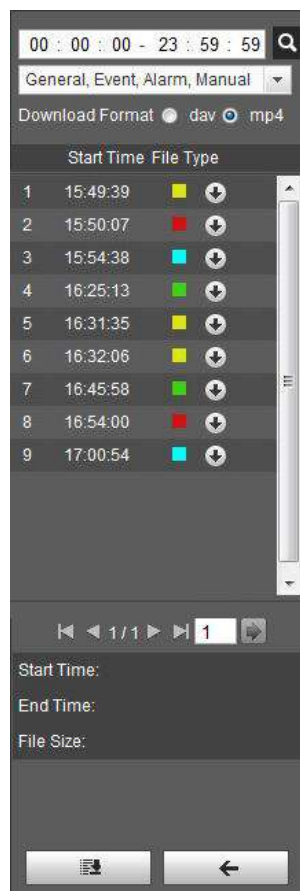 00 : 00 : 00 - 23 : 59 : 59
General, Event, Alarm, Manual
Download Format dav mp4
Start Time File Type
1 15:49:39
2 15:50:07
3 15:54:38
4 16:25:13
5 16:31:35
6 16:32:06
7 16:45:58
8 16:54:00
9 17:00:54
1/1 1
Start Time:
End Time:
File Size: